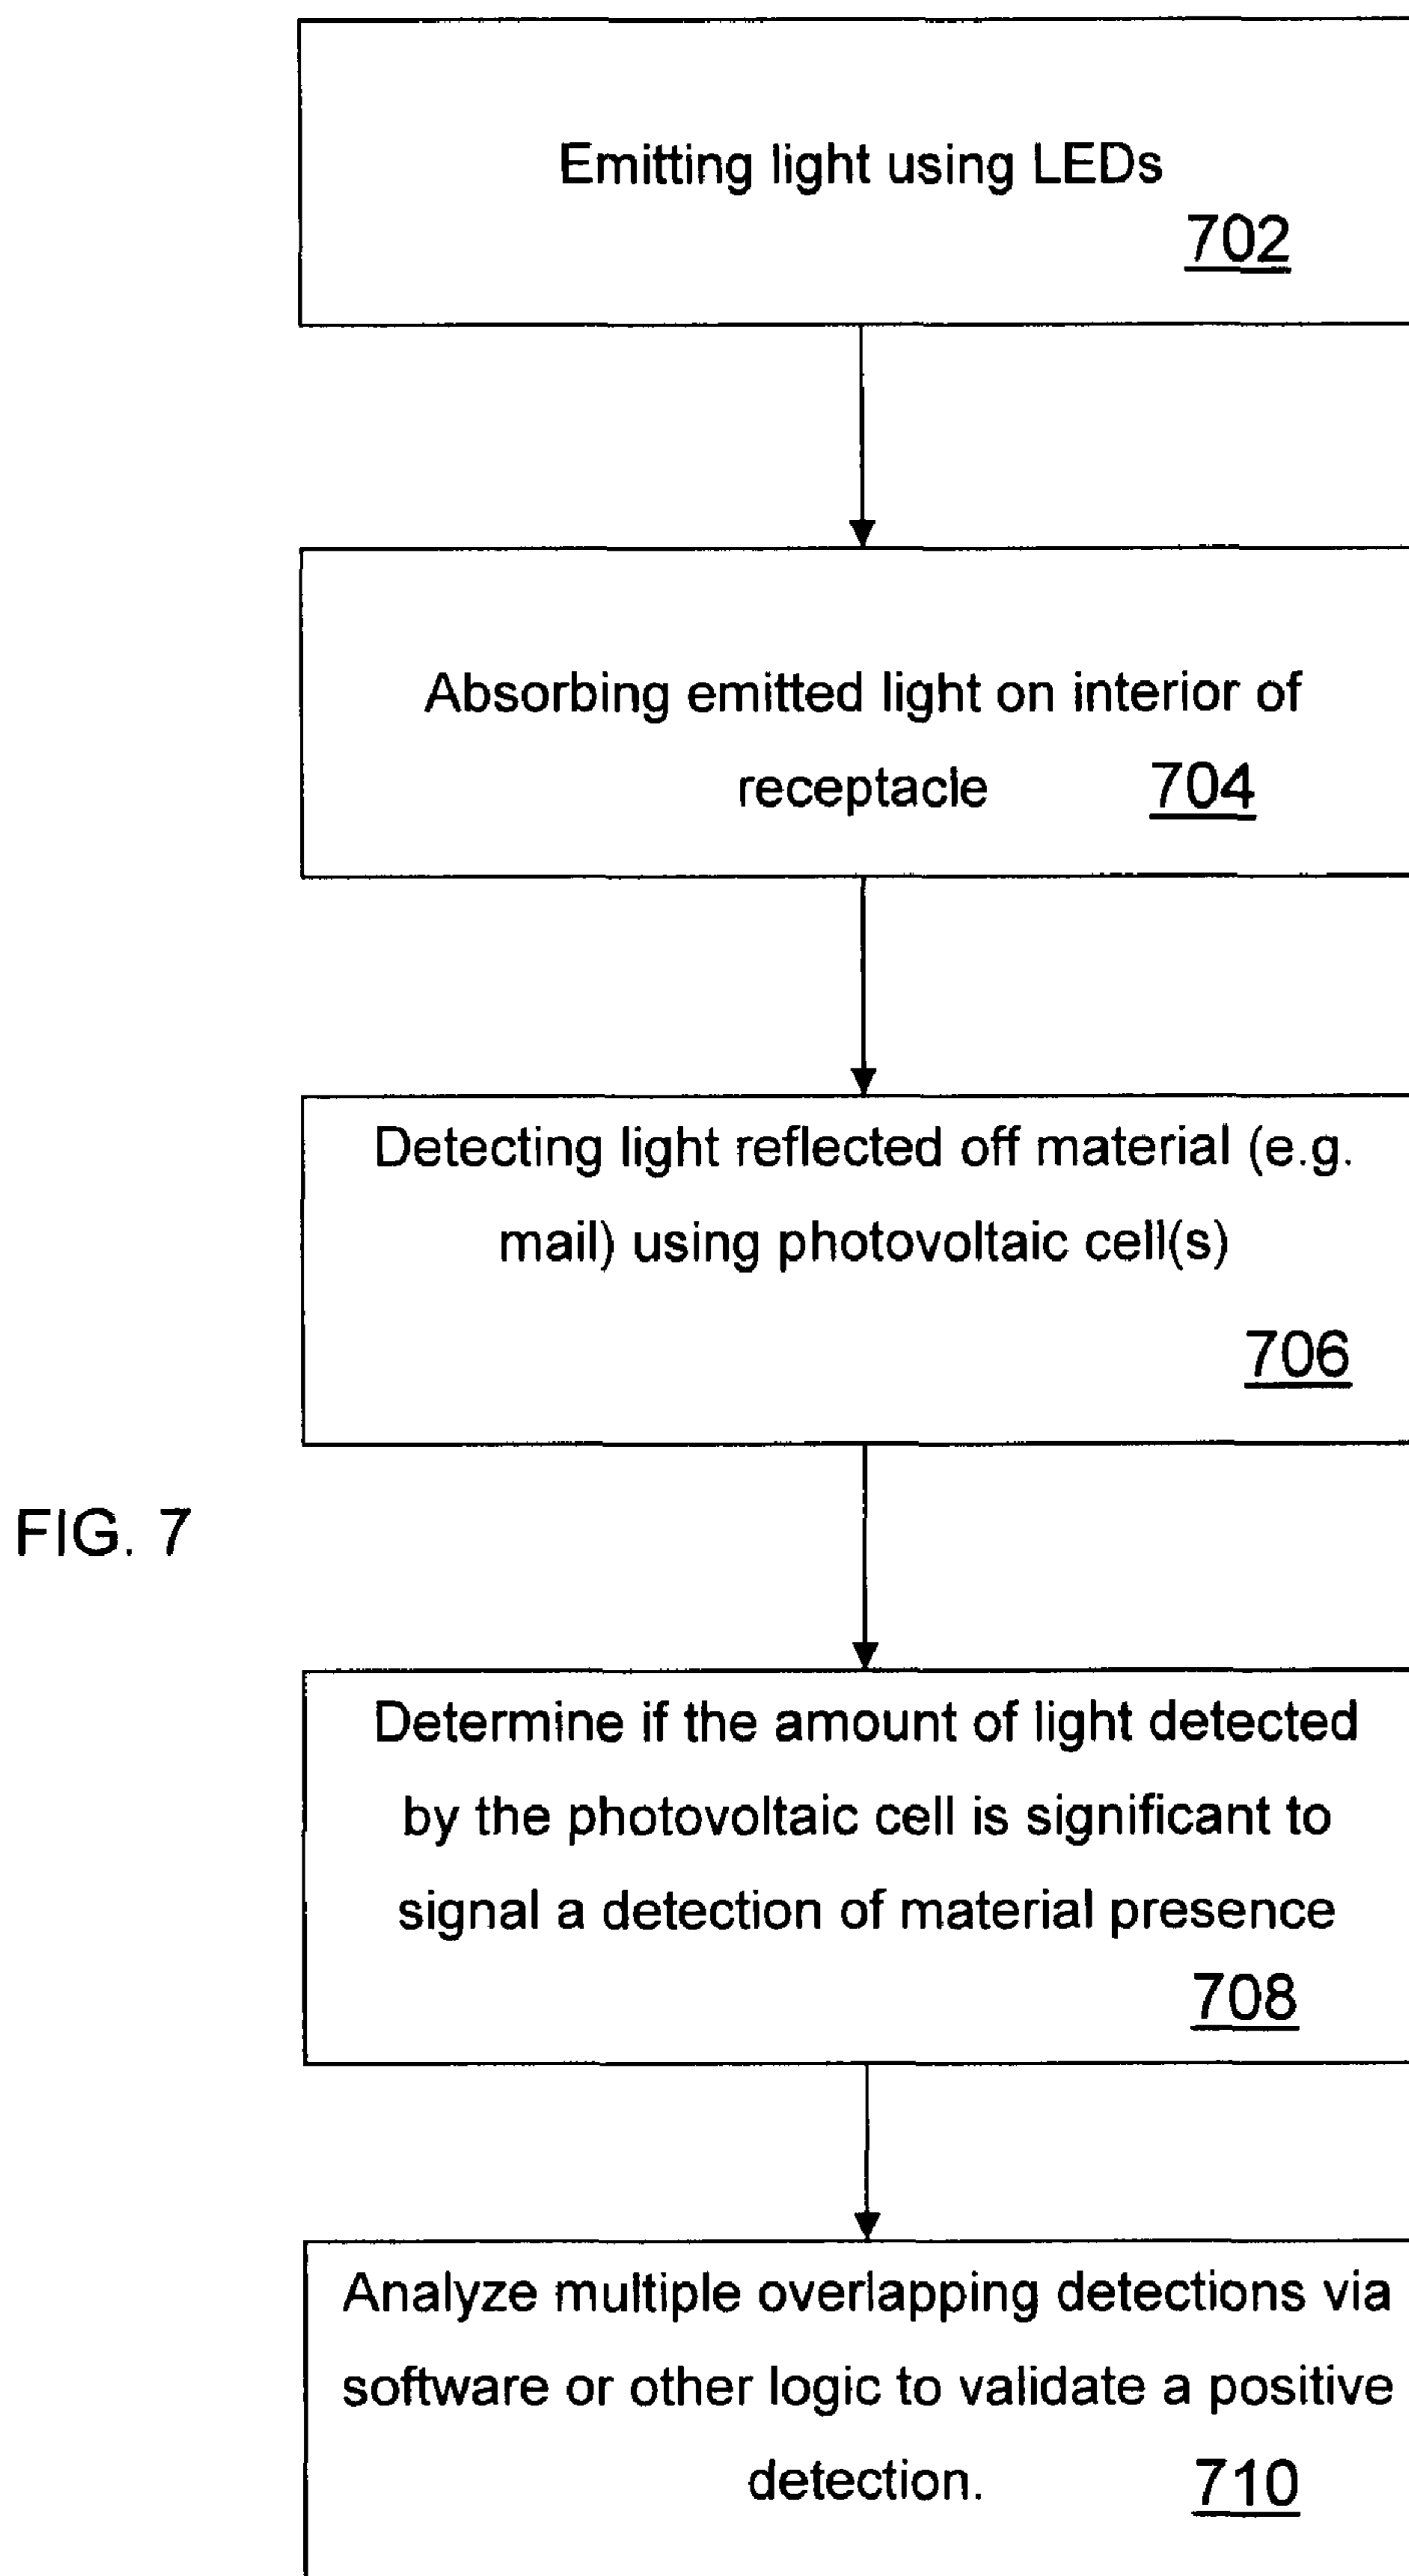 Emitting light using LEDs
702
Absorbing emitted light on interior of
receptacle 704
Detecting light reflected off material (e.g.
mail) using photovoltaic cell(s)
706
FIG. 7
Determine if the amount of light detected
by the photovoltaic cell is significant to
signal a detection of material presence
708
Analyze multiple overlapping detections via
software or other logic to validate a positive
detection. 710